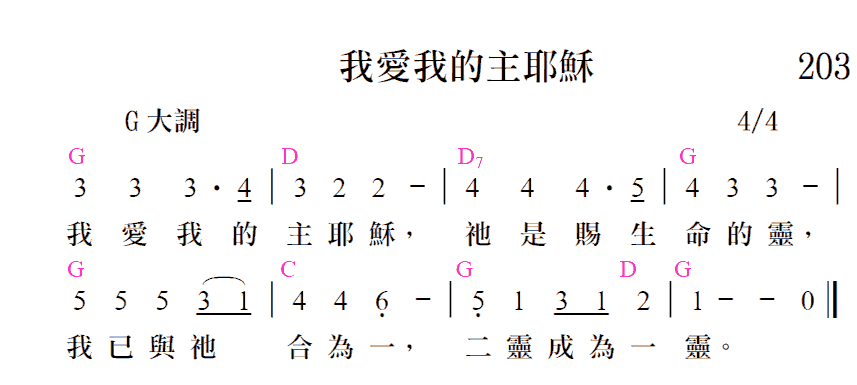 我愛我的主耶穌 203
G 大調 4/4
G D D7 G
3 3 3 · 4 | 3 2 2 － | 4 4 4 · 5 | 4 3 3 － |
我 愛 我 的 主 耶 穌， 祂 是 賜 生 命 的 靈，
G C G D G
5 5 5 3 1 | 4 4 6 － | 5 1 3 1 2 | 1 － － 0 ||
我 已 與 祂 合 為 一， 二 靈 成 為 一 靈。